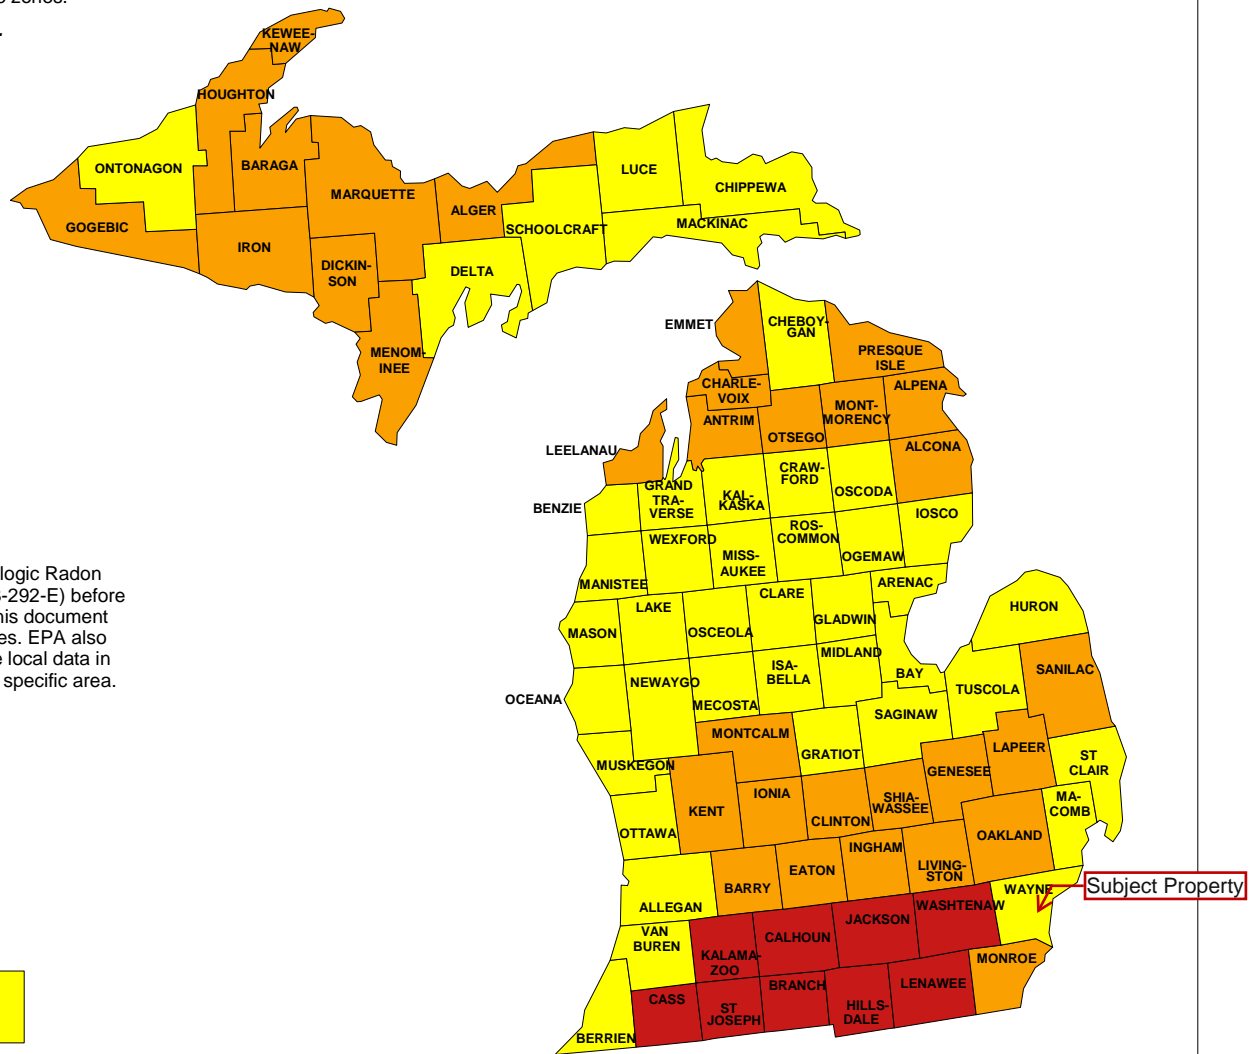 zones.
KEWEE-
NAW
HOUGHTON
ONTONAGON
BARAGA
LUCE
CHIPPEWA
MARQUETTE
ALGER
GOGEBIC
SCHOOLCRAFT
MACKINAC
IRON
DICKIN-
SON
DELTA
EMMET
CHEBOY-
GAN
MENOM-
INEE
PRESQUE
ISLE
CHARLE-
VOIX
ALPENA
MONT-
MORENCY
ANTRIM
OTSEGO
LEELANAU
ALCONA
CRAW-
FORD
GRAND
TRA-
VERSE
KAL-
KASKA
OSCODA
BENZIE
IOSCO
ROS-
COMMON
WEXFORD
MISS-
AUKEE
OGEMAW
logic Radon
-292-E) before
his document
es. EPA also
local data in
specific area.
MANISTEE
ARENAC
CLARE
LAKE
HURON
GLADWIN
MASON
OSCEOLA
MIDLAND
ISA-
BELLA
BAY
SANILAC
NEWAYGO
TUSCOLA
OCEANA
MECOSTA
SAGINAW
MONTCALM
LAPEER
GRATIOT
ST
CLAIR
MUSKEGON
GENESEE
IONIA
SHIA-
WASSEE
MA-
COMB
KENT
CLINTON
OTTAWA
OAKLAND
INGHAM
LIVING-
STON
EATON
BARRY
WAYNE
Subject Property
ALLEGAN
WASHTENAW
JACKSON
VAN
BUREN
CALHOUN
KALAMA-
ZOO
MONROE
BRANCH
LENAWEE
CASS
ST
JOSEPH
HILLS-
DALE
BERRIEN